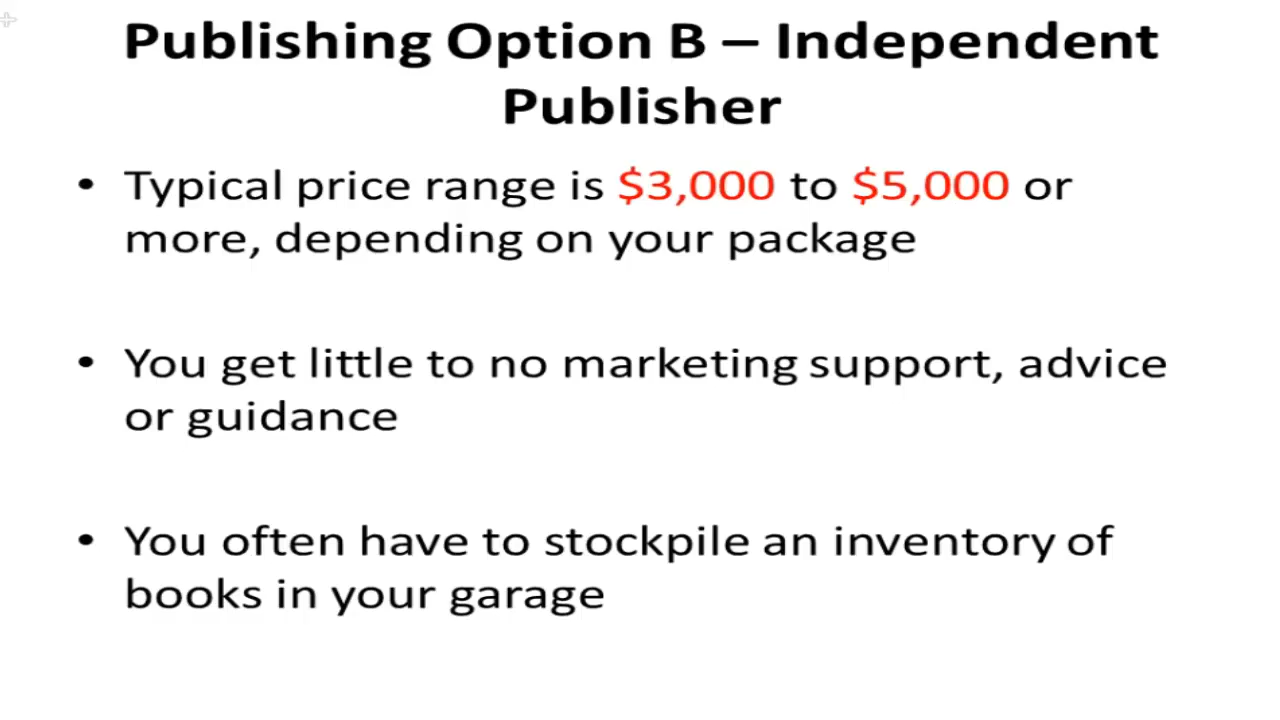 Publishing Option B – Independent
Publisher
• Typical price range is $3,000 to $5,000 or
more, depending on your package
• You get little to no marketing support, advice
or guidance
• You often have to stockpile an inventory of
books in your garage